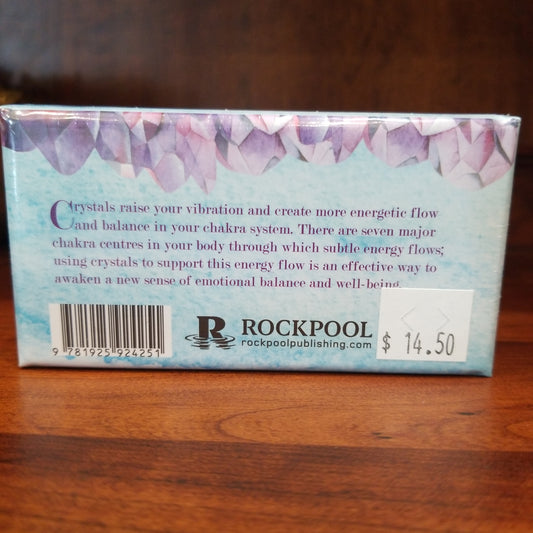 Crystals raise your vibration and create more energetic flow
and balance in your chakra system. There are seven major
chakra centres in your body through which subtle energy flows;
using crystals to support this energy flow is an effective way to
awaken a new sense of emotional balance and well-being.
9 781925 924251
R ROCKPOOL
rockpoolpublishing.com
$ 14.50